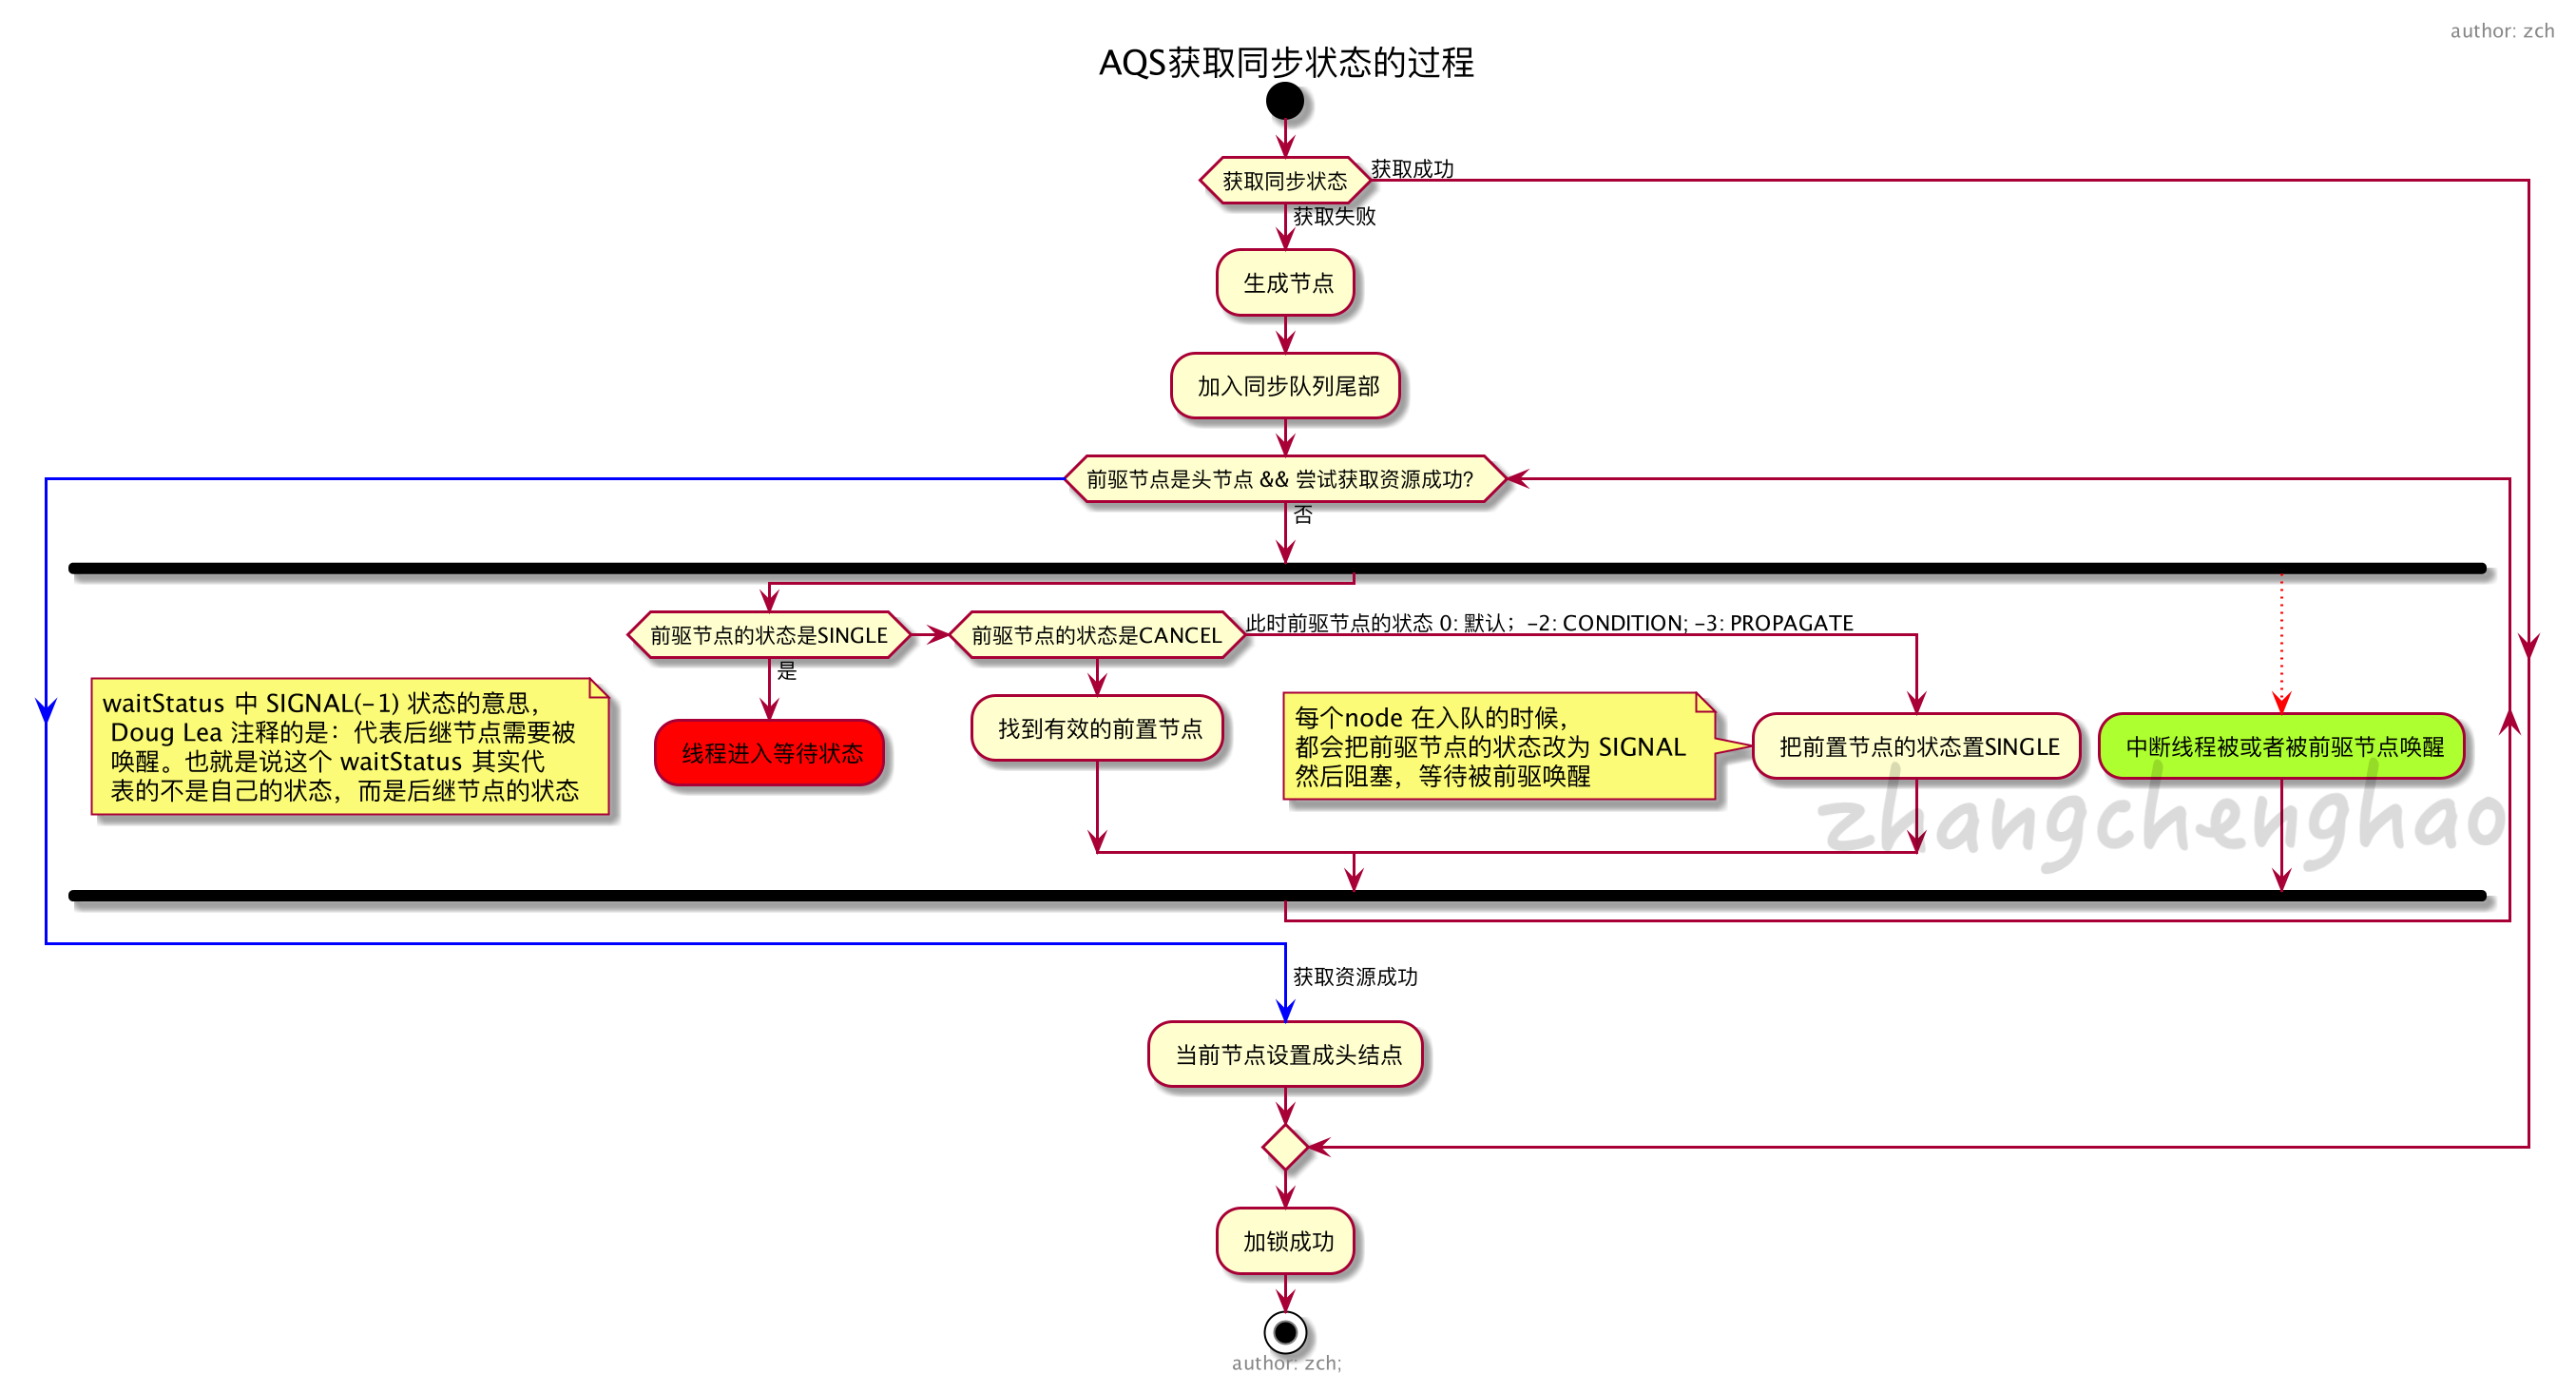 author: zch
AQS获取同步状态的过程
获取同步状态
获取成功
获取失败
生成节点
加入同步队列尾部
前驱节点是头节点 && 尝试获取资源成功?
否
前驱节点的状态是SINGLE
前驱节点的状态是CANCEL
此时前驱节点的状态 0: 默认；-2: CONDITION; -3: PROPAGATE
是
waitStatus 中 SIGNAL(-1) 状态的意思，
Doug Lea 注释的是：代表后继节点需要被
唤醒。也就是说这个 waitStatus 其实代
表的不是自己的状态，而是后继节点的状态
线程进入等待状态
找到有效的前置节点
每个node 在入队的时候，
都会把前驱节点的状态改为 SIGNAL
然后阻塞，等待被前驱唤醒
把前置节点的状态置SINGLE
中断线程被或者被前驱节点唤醒
zhangchenghao
获取资源成功
当前节点设置成头结点
加锁成功
author: zch;